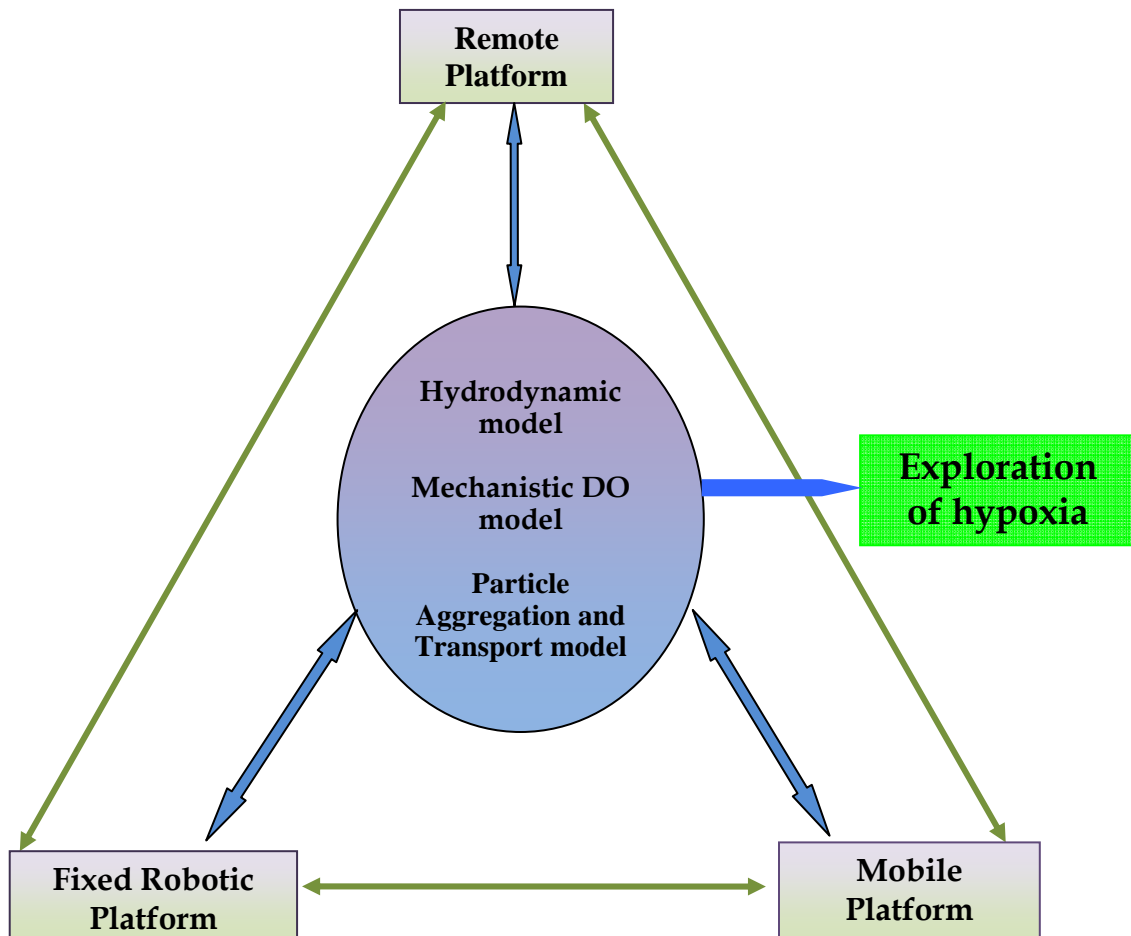 Remote
Platform
Hydrodynamic
model
Mechanistic DO
model
Particle
Aggregation and
Transport model
Exploration
of hypoxia
Fixed Robotic
Platform
Mobile
Platform